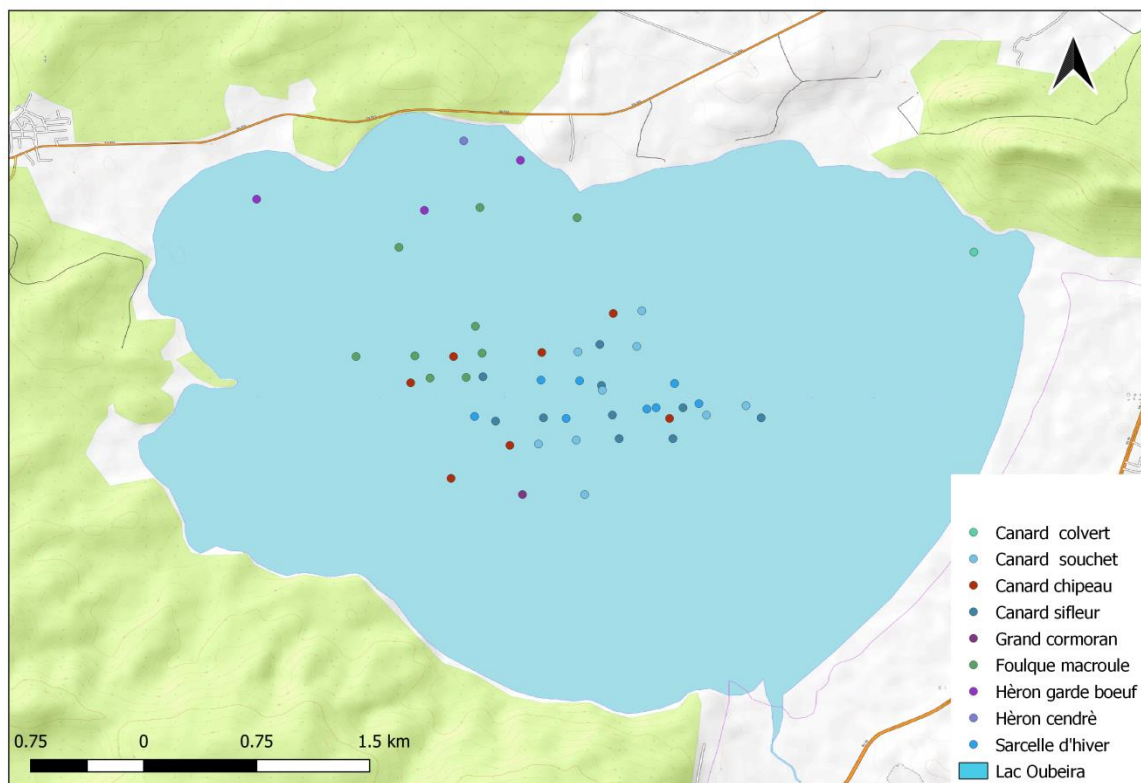 Canard colvert
Canard souchet
Canard chipeau
Canard sifleur
Grand cormoran
Foulque macroule
Hèron garde boeuf
Hèron cendrè
Sarcelle d'hiver
Lac Oubeira
0.75 0 0.75 1.5 km